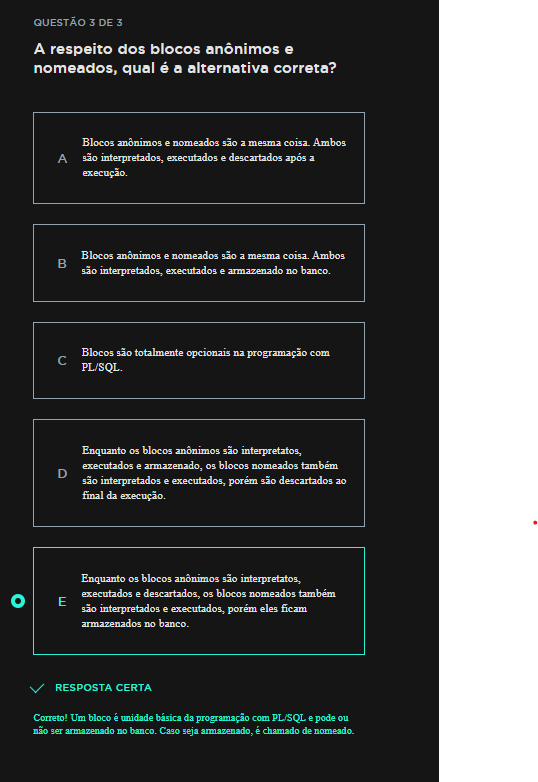 QUESTÃO 3 DE 3
A respeito dos blocos anônimos e
nomeados, qual é a alternativa correta?
A
Blocos anônimos e nomeados são a mesma coisa. Ambos
são interpretados, executados e descartados após a
execução.
B
Blocos anônimos e nomeados são a mesma coisa. Ambos
são interpretados, executados e armazenado no banco.
C
Blocos são totalmente opcionais na programação com
PL/SQL.
D
Enquanto os blocos anônimos são interpretatos,
executados e armazenado, os blocos nomeados também
são interpretados e executados, porém são descartados ao
final da execução.
E
Enquanto os blocos anônimos são interpretatos,
executados e descartados, os blocos nomeados também
são interpretados e executados, porém eles ficam
armazenados no banco.
RESPOSTA CERTA
Correto! Um bloco é unidade básica da programação com PL/SQL e pode ou
não ser armazenado no banco. Caso seja armazenado, é chamado de nomeado.